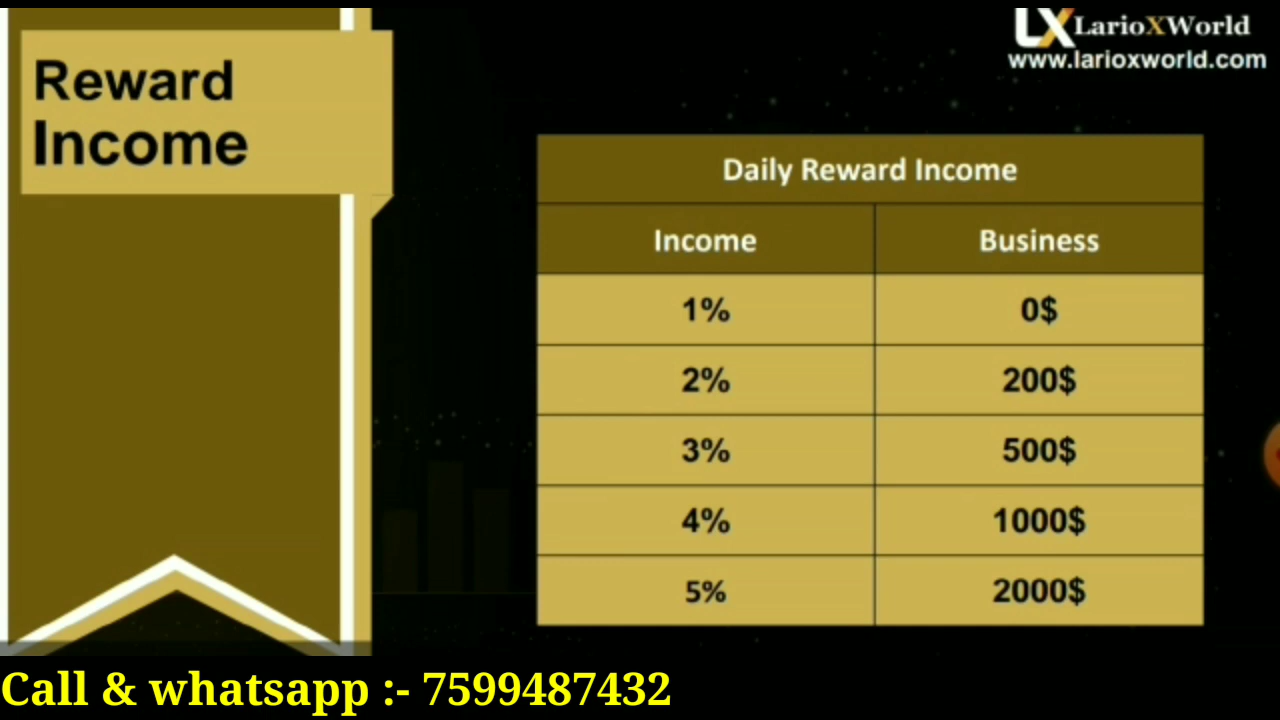 Reward
Income
LX LarioXWorld
www.larioxworld.com
Daily Reward Income
Income Business
1% 0$
2% 200$
3% 500$
4% 1000$
5% 2000$
Call & whatsapp :- 7599487432